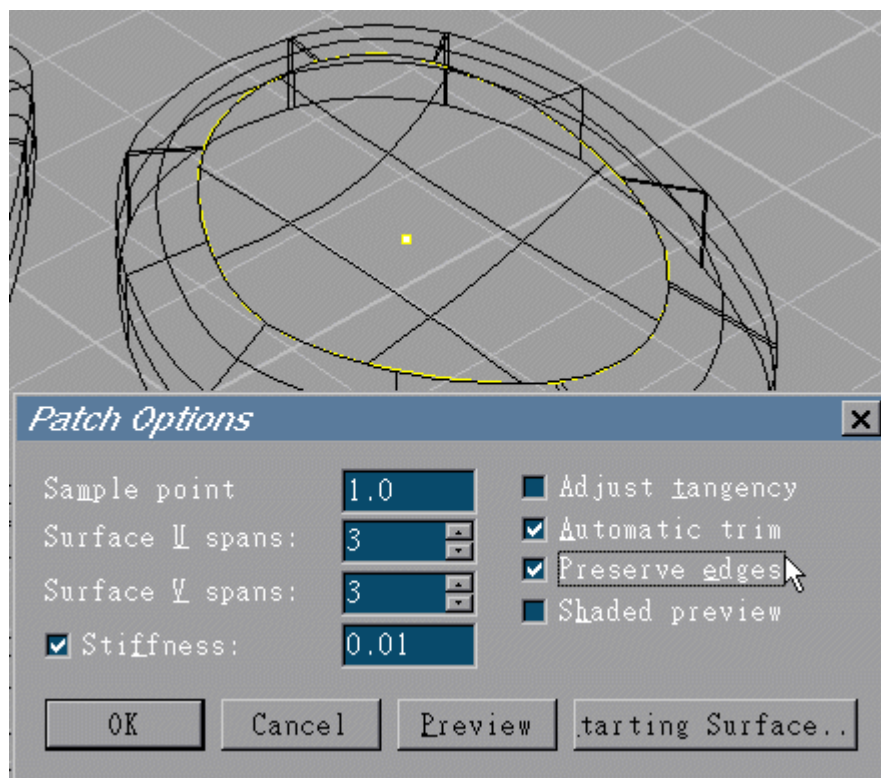 Patch Options
Sample point 1.0
Adjust tangency
Surface U spans: 3
Automatic trim
Preserve edges
Surface V spans: 3
Shaded preview
Stiffness: 0.01
OK Cancel Preview tarting Surface..